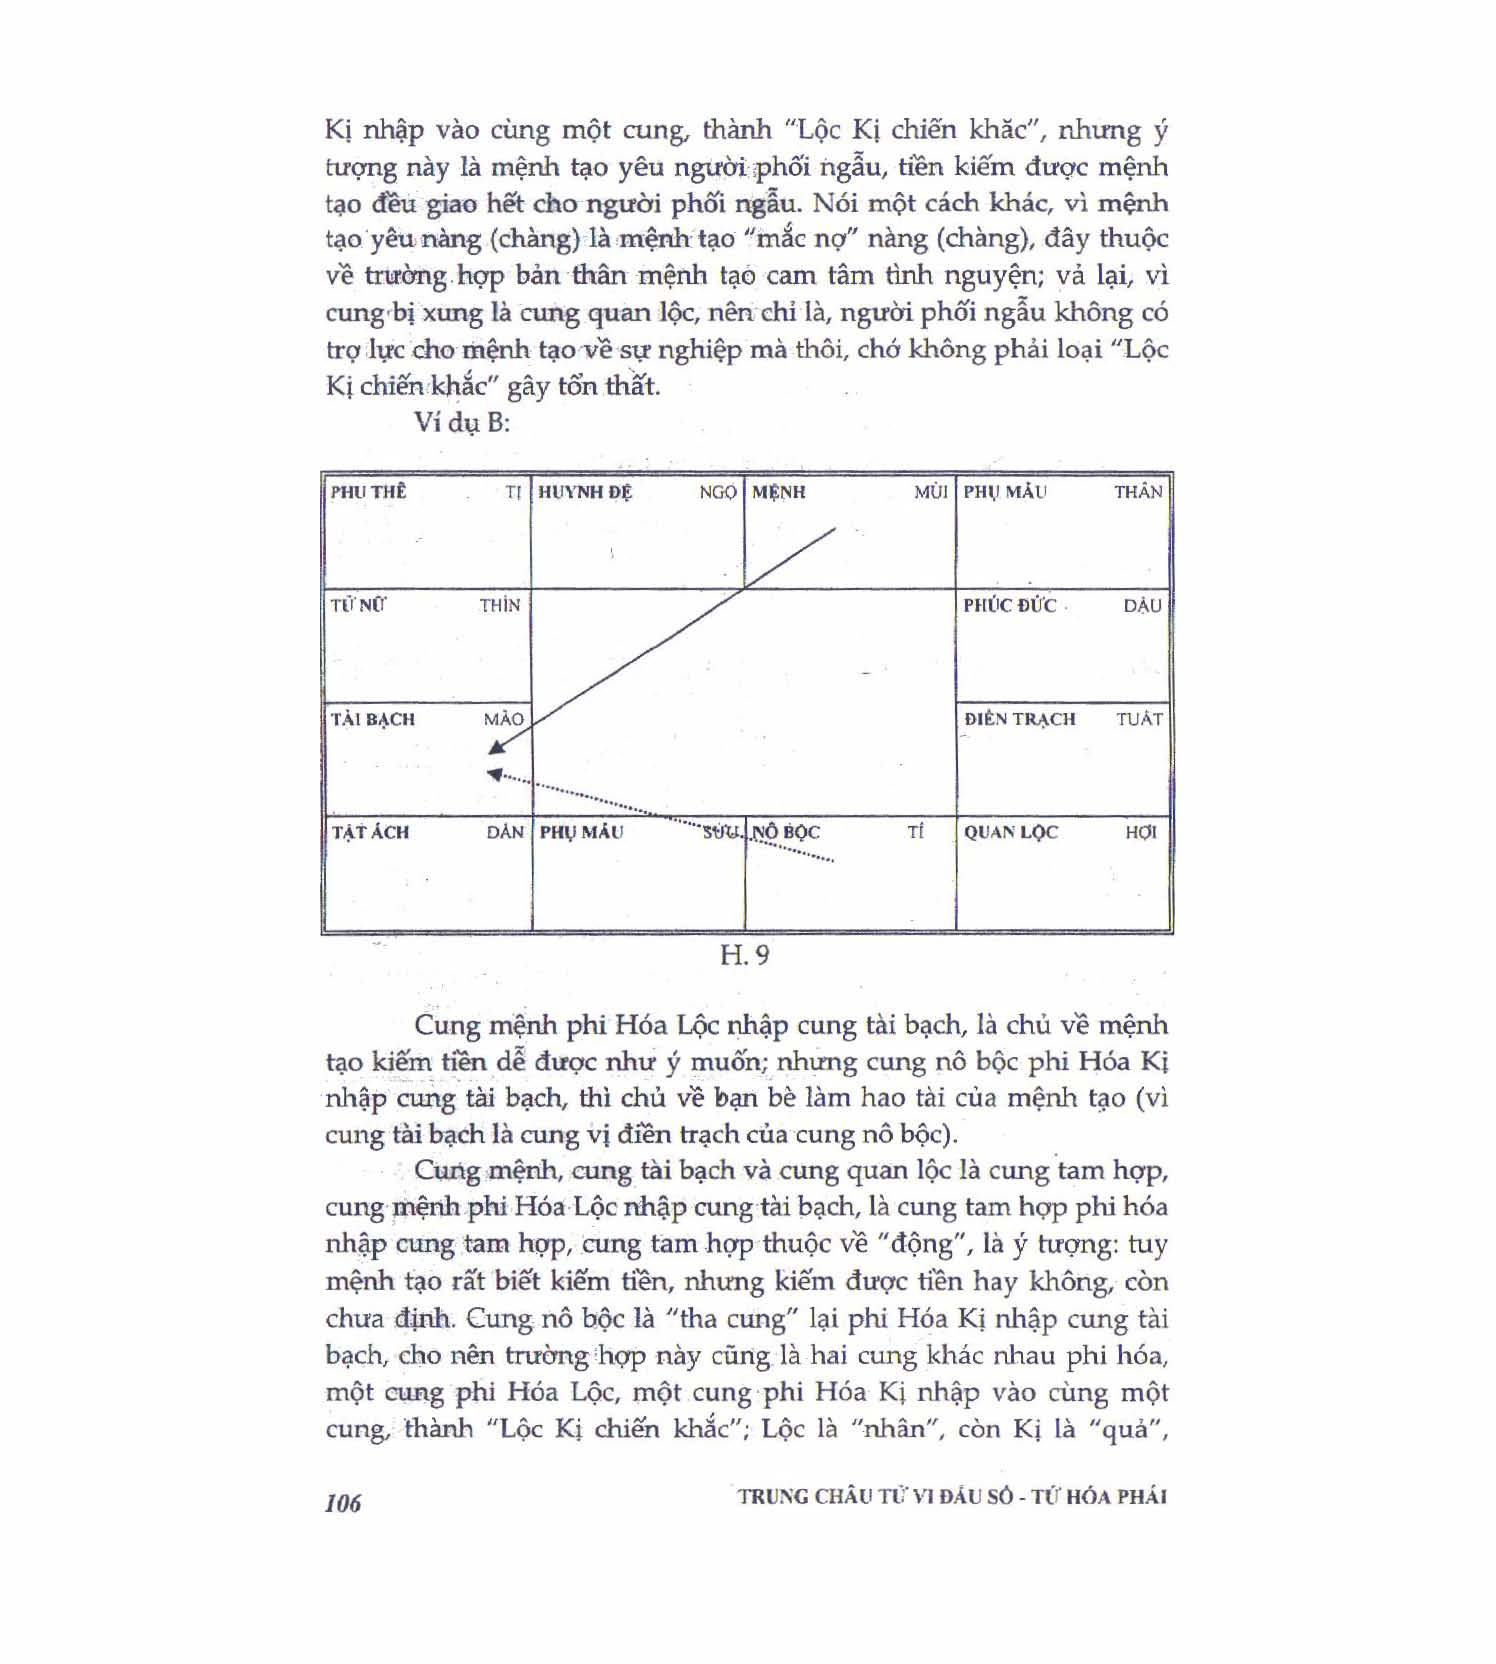 Kị nhập vào cùng một cung, thành "Lộc Kị chiến khắc", nhưng ý
tượng này là mệnh tạo yêu người phối ngẫu, tiền kiếm được mệnh
tạo đều giao hết cho người phối ngẫu. Nói một cách khác, vì mệnh
tạo yêu nàng (chàng) là mệnh tạo "mắc nợ" nàng (chàng), đây thuộc
về trường hợp bản thân mệnh tạo cam tâm tình nguyện; vả lại, vì
cung bị xung là cung quan lộc, nên chỉ là, người phối ngẫu không có
trợ lực cho mệnh tạo về sự nghiệp mà thôi, chớ không phải loại "Lộc
Kị chiến khắc" gây tổn thất.
Ví dụ B:
PHU THÊ TỊ HUYNH ĐỆ NGỌ MỆNH MÙI PHỤ MẪU THÂN
TỬ NỮ THÌN PHÚC ĐỨC DẬU
TÀI BẠCH MÃO ĐIỀN TRẠCH TUẤT
TẬT ÁCH DẦN PHỤ MẪU SỬU NÔ BỘC TÍ QUAN LỘC HỢI
H. 9
Cung mệnh phi Hóa Lộc nhập cung tài bạch, là chủ về mệnh
tạo kiếm tiền dễ được như ý muốn; nhưng cung nô bộc phi Hóa Kị
nhập cung tài bạch, thì chủ về bạn bè làm hao tài của mệnh tạo (vì
cung tài bạch là cung vị điền trạch của cung nô bộc).
Cung mệnh, cung tài bạch và cung quan lộc là cung tam hợp,
cung mệnh phi Hóa Lộc nhập cung tài bạch, là cung tam hợp phi hóa
nhập cung tam hợp, cung tam hợp thuộc về "động", là ý tượng: tuy
mệnh tạo rất biết kiếm tiền, nhưng kiếm được tiền hay không, còn
chưa định. Cung nô bộc là "tha cung" lại phi Hóa Kị nhập cung tài
bạch, cho nên trường hợp này cũng là hai cung khác nhau phi hóa,
một cung phi Hóa Lộc, một cung phi Hóa Kị nhập vào cùng một
cung, thành "Lộc Kị chiến khắc"; Lộc là "nhân", còn Kị là "quả",
106 TRUNG CHÂU TỬ VI ĐẨU SỐ - TỨ HÓA PHÁI